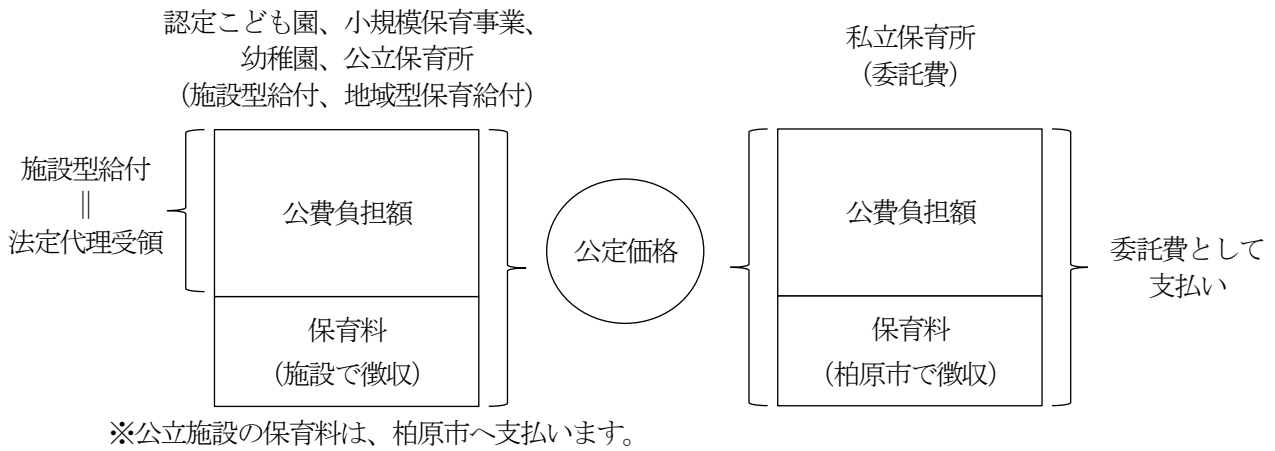 認定こども園、小規模保育事業、
幼稚園、公立保育所
（施設型給付、地域型保育給付）
施設型給付
||
法定代理受領
公費負担額
保育料
（施設で徴収）
公定価格
私立保育所
（委託費）
公費負担額
保育料
（柏原市で徴収）
委託費として
支払い
※公立施設の保育料は、柏原市へ支払います。